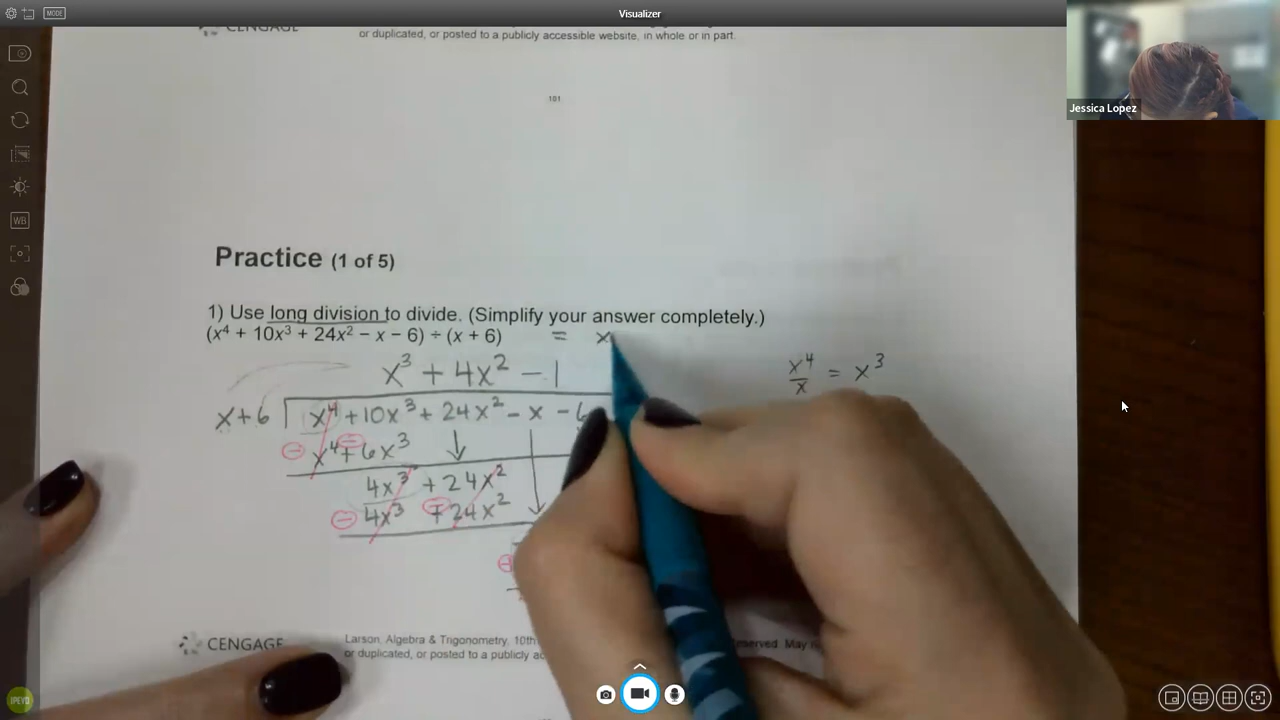 MODE
Visualizer
CENGAGE
or duplicated, or posted to a publicly accessible website, in whole or in part.
Jessica Lopez
WB
101
Practice (1 of 5)
1) Use long division to divide. (Simplify your answer completely.)
(x⁴ + 10x³ + 24x² − x − 6) ÷ (x + 6) = x
x³ + 4x² − 1
x⁴/x = x³
x+6 x⁴ + 10x³ + 24x² − x − 6
x⁴ + 6x³
4x³ + 24x²
4x³ + 24x²
CENGAGE
Larson, Algebra & Trigonometry, 10th
or duplicated, or posted to a publicly
IPEVO